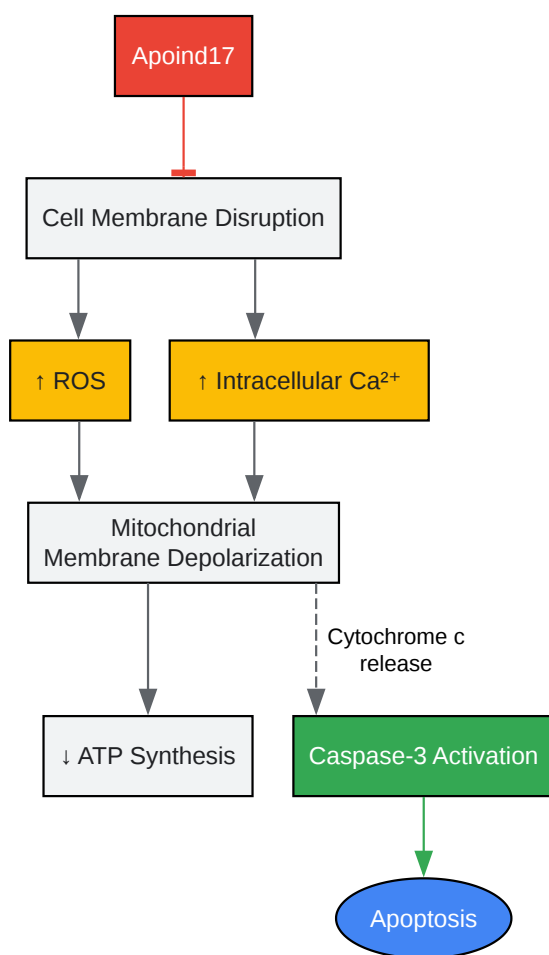 Apoind17
Cell Membrane Disruption
↑ ROS
↑ Intracellular Ca²⁺
Mitochondrial
Membrane Depolarization
Cytochrome c
release
↓ ATP Synthesis
Caspase-3 Activation
Apoptosis